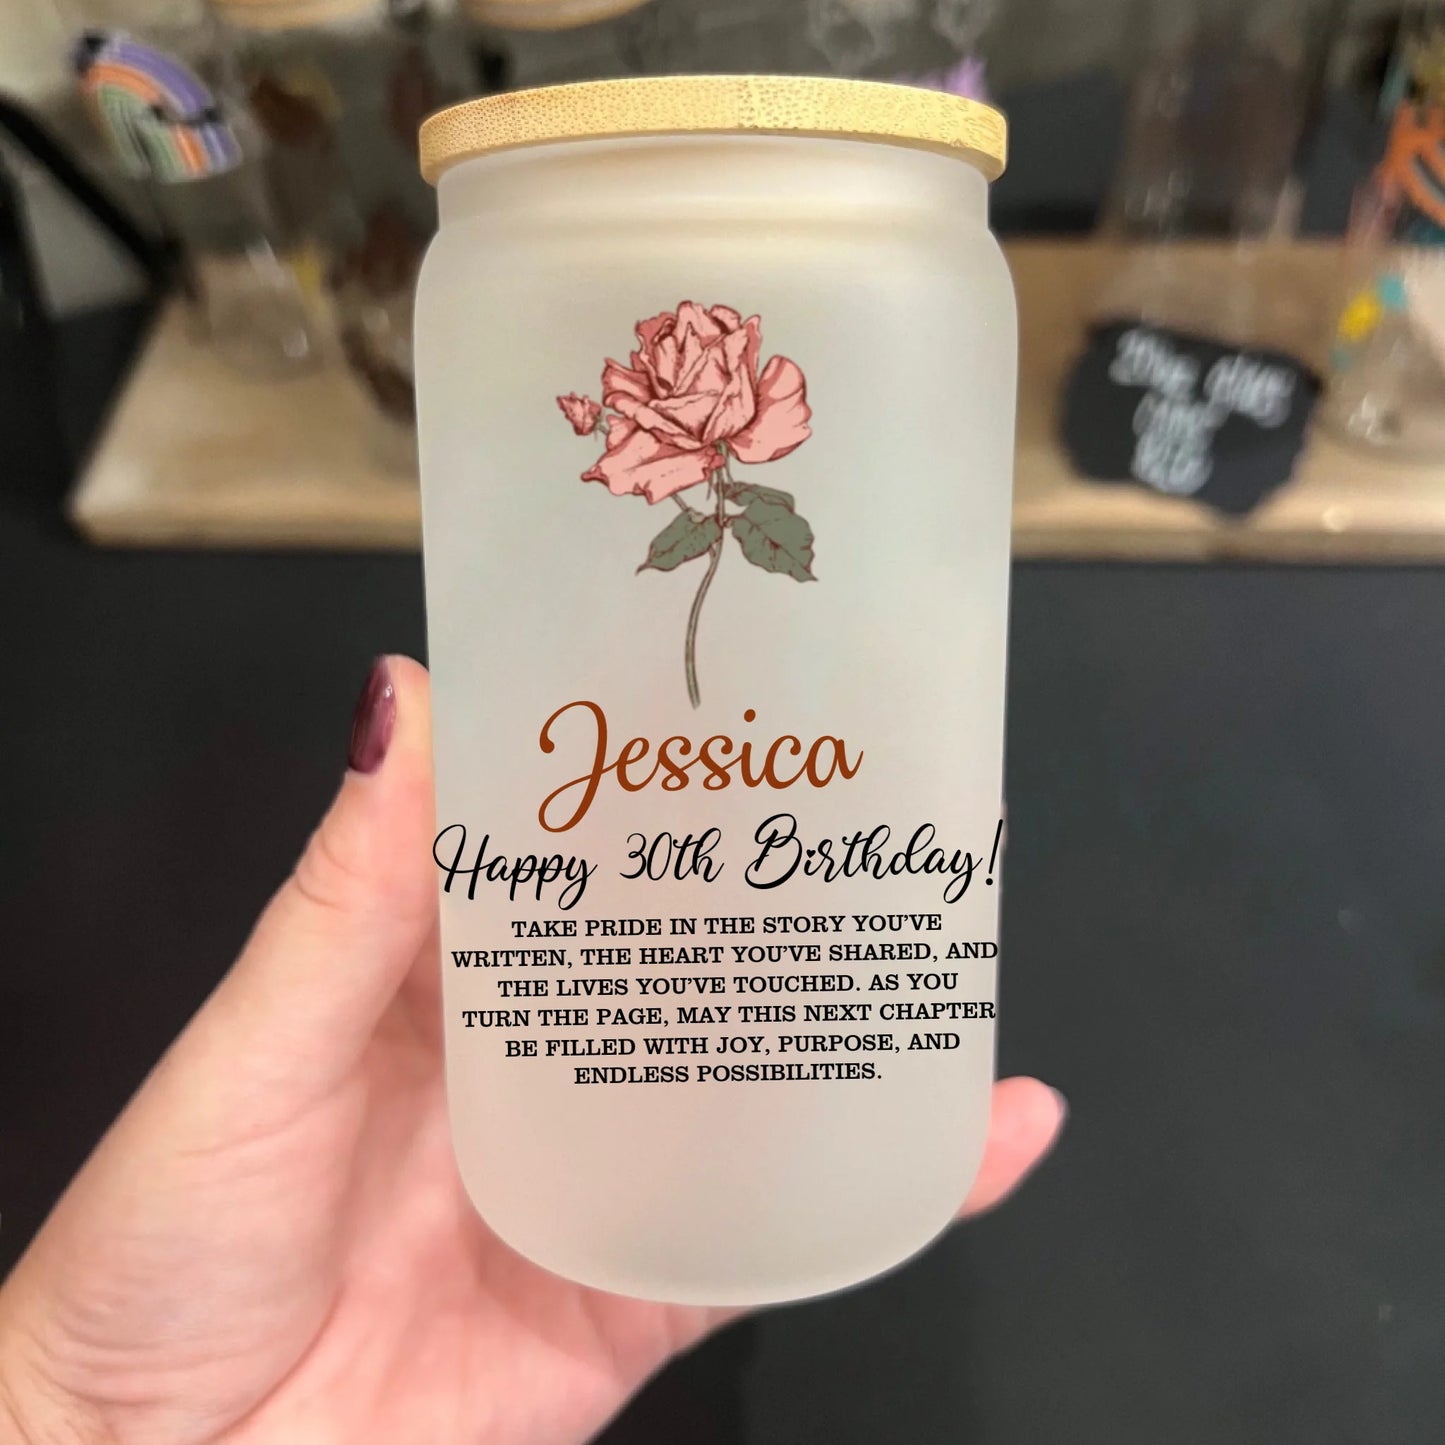 Jessica
Happy 30th Birthday!
TAKE PRIDE IN THE STORY YOU’VE
WRITTEN, THE HEART YOU’VE SHARED, AND
THE LIVES YOU’VE TOUCHED. AS YOU
TURN THE PAGE, MAY THIS NEXT CHAPTER
BE FILLED WITH JOY, PURPOSE, AND
ENDLESS POSSIBILITIES.